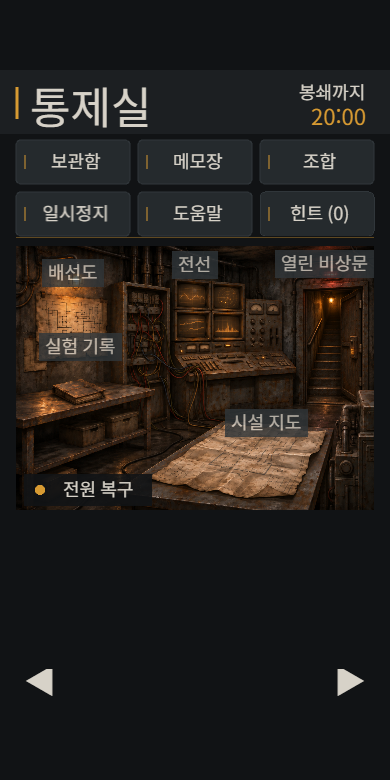 통제실
봉쇄까지
20:00
보관함
메모장
조합
일시정지
도움말
힌트 (0)
배선도
전선
열린 비상문
실험 기록
시설 지도
전원 복구